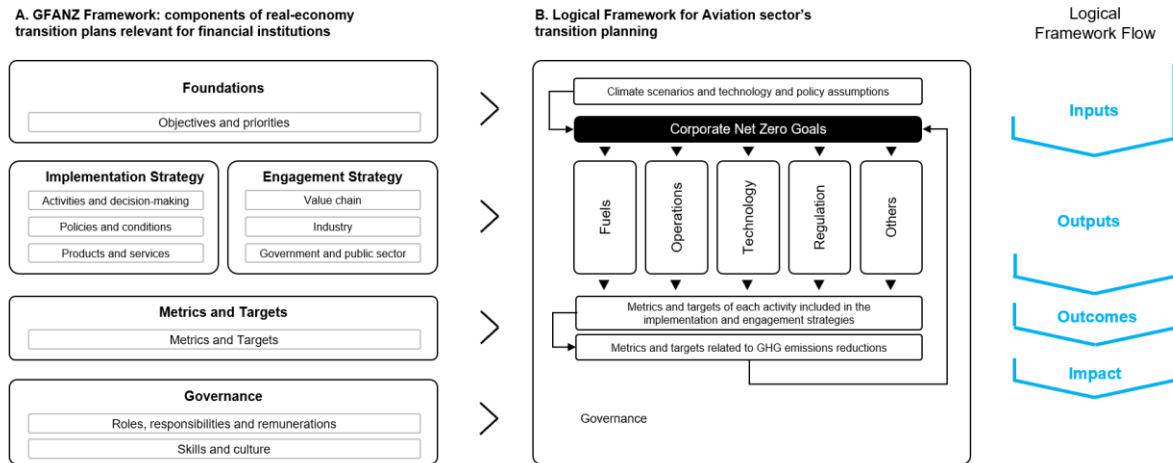 A. GFANZ Framework: components of real-economy
transition plans relevant for financial institutions
Foundations
Objectives and priorities
Implementation Strategy
Activities and decision-making
Policies and conditions
Products and services
Engagement Strategy
Value chain
Industry
Government and public sector
Metrics and Targets
Metrics and Targets
Governance
Roles, responsibilities and remunerations
Skills and culture
B. Logical Framework for Aviation sector's
transition planning
Climate scenarios and technology and policy assumptions
Corporate Net Zero Goals
Fuels
Operations
Technology
Regulation
Others
Metrics and targets of each activity included in the
implementation and engagement strategies
Metrics and targets related to GHG emissions reductions
Governance
Logical
Framework Flow
Inputs
Outputs
Outcomes
Impact